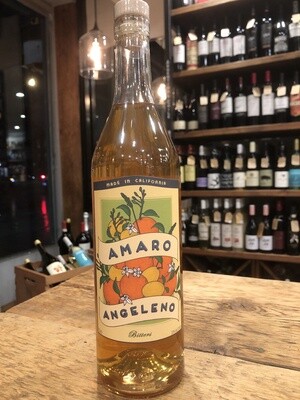 MADE IN CALIFORNIA
AMARO
ANGELENO
Bitters